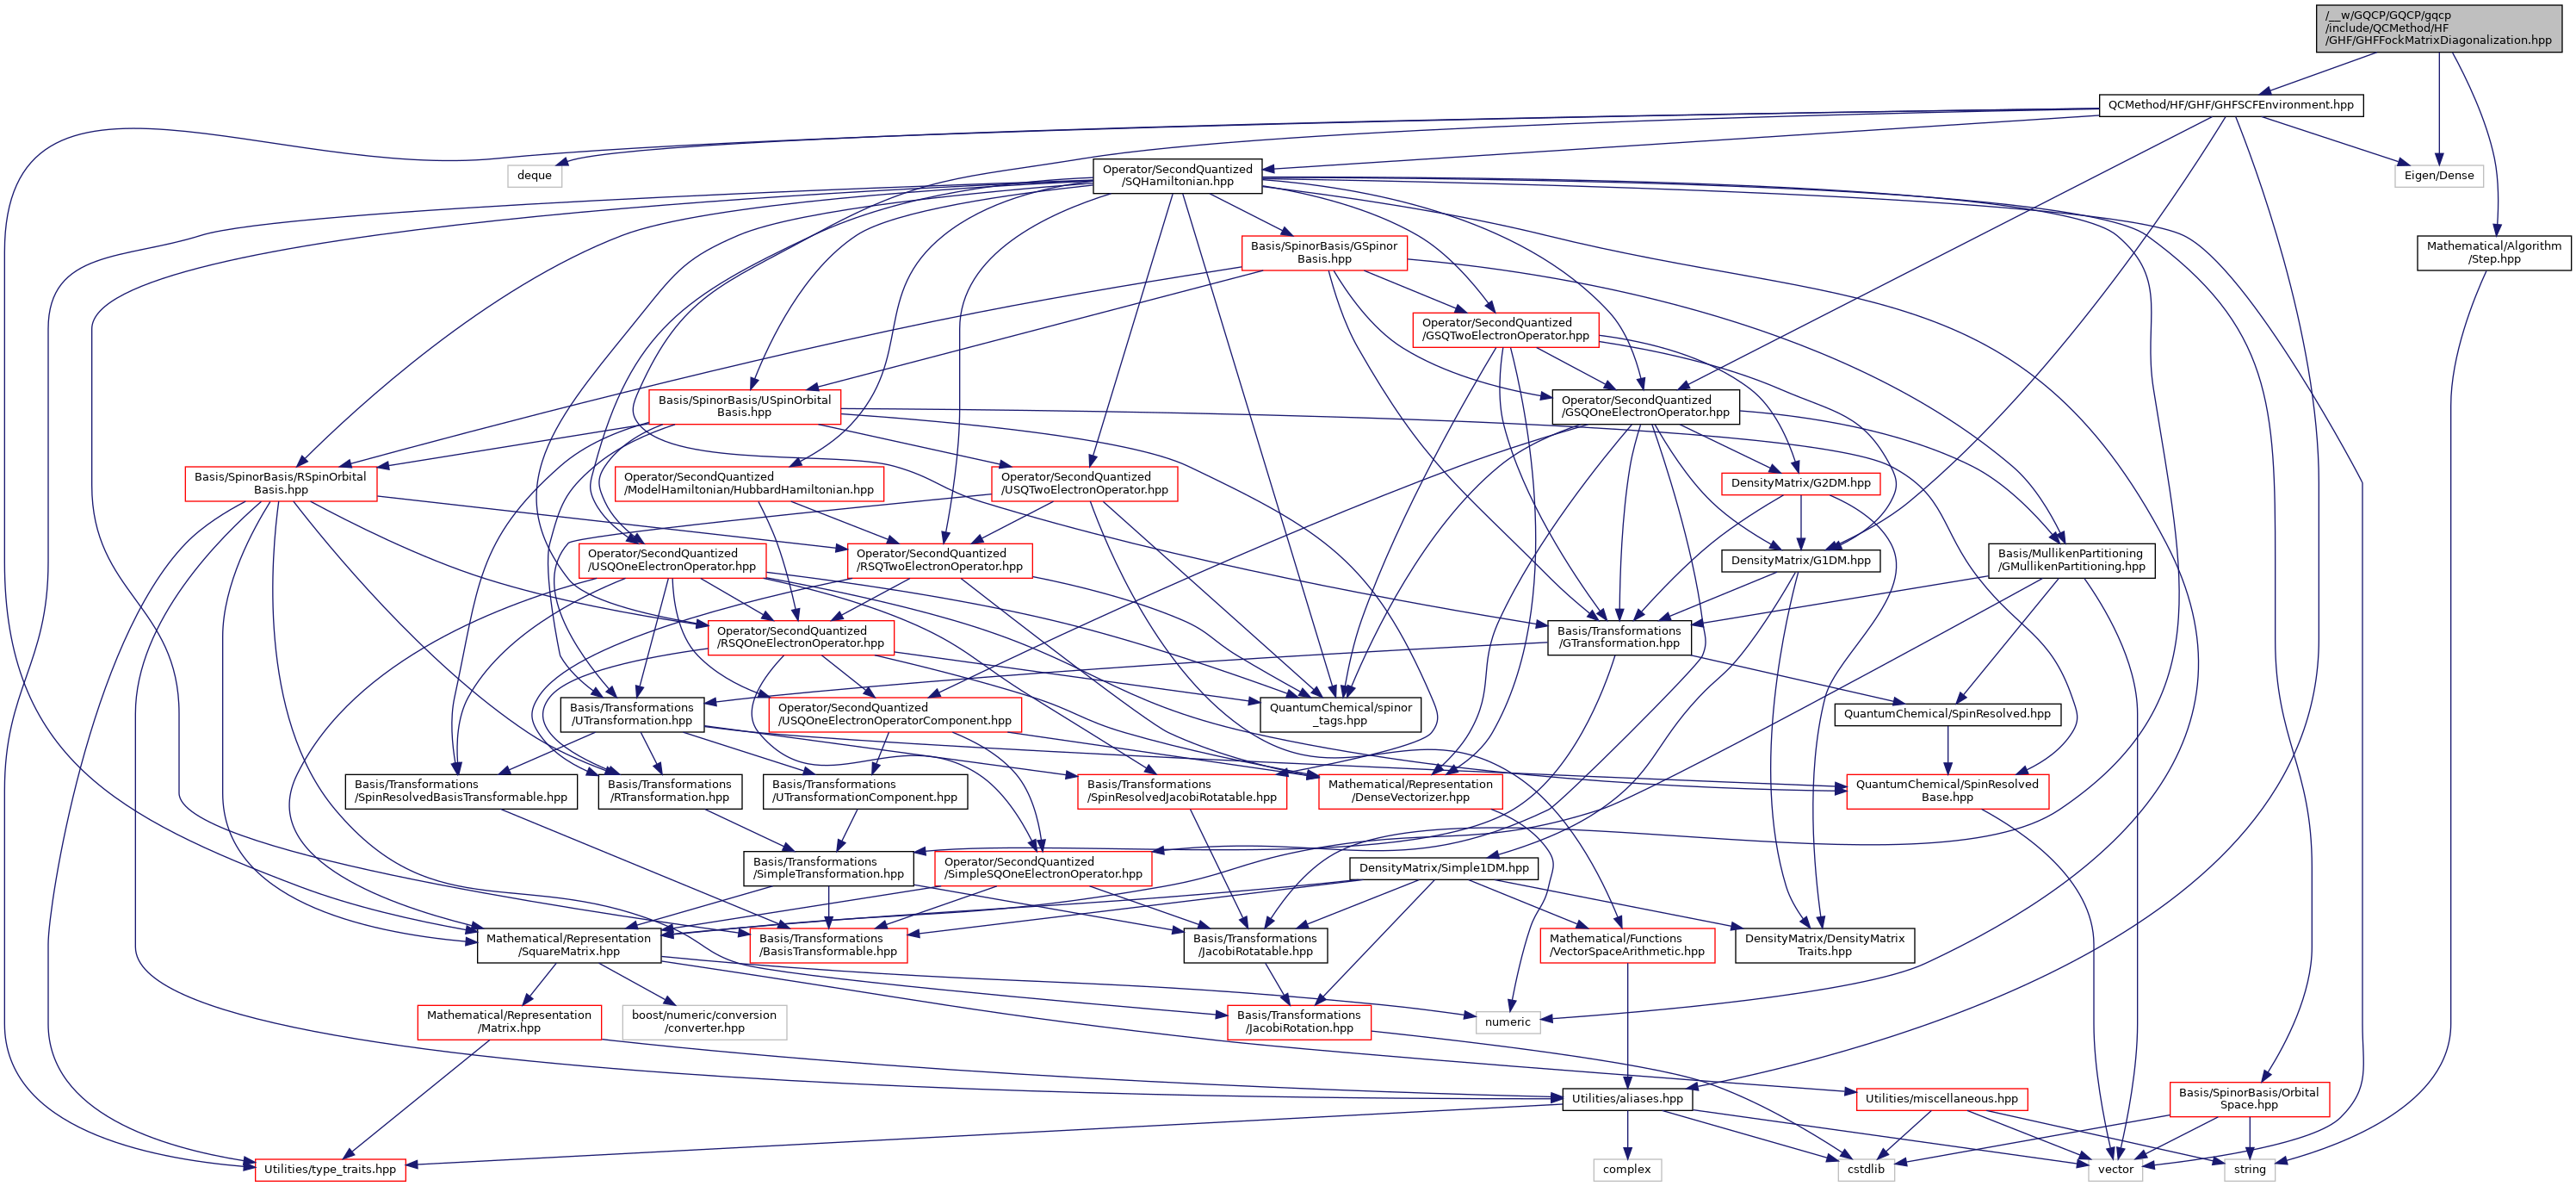 /__w/GQCP/GQCP/gqcp
/include/QCMethod/HF
/GHF/GHFFockMatrixDiagonalization.hpp
QCMethod/HF/GHF/GHFSCFEnvironment.hpp
deque
Operator/SecondQuantized
/SQHamiltonian.hpp
Eigen/Dense
Basis/SpinorBasis/GSpinor
Basis.hpp
Mathematical/Algorithm
/Step.hpp
Operator/SecondQuantized
/GSQTwoElectronOperator.hpp
Basis/SpinorBasis/USpinOrbital
Basis.hpp
Operator/SecondQuantized
/GSQOneElectronOperator.hpp
Basis/SpinorBasis/RSpinOrbital
Basis.hpp
Operator/SecondQuantized
/ModelHamiltonian/HubbardHamiltonian.hpp
Operator/SecondQuantized
/USQTwoElectronOperator.hpp
DensityMatrix/G2DM.hpp
Operator/SecondQuantized
/USQOneElectronOperator.hpp
Operator/SecondQuantized
/RSQTwoElectronOperator.hpp
DensityMatrix/G1DM.hpp
Basis/MullikenPartitioning
/GMullikenPartitioning.hpp
Operator/SecondQuantized
/RSQOneElectronOperator.hpp
Basis/Transformations
/GTransformation.hpp
Basis/Transformations
/UTransformation.hpp
Operator/SecondQuantized
/USQOneElectronOperatorComponent.hpp
QuantumChemical/spinor
_tags.hpp
QuantumChemical/SpinResolved.hpp
Basis/Transformations
/SpinResolvedBasisTransformable.hpp
Basis/Transformations
/RTransformation.hpp
Basis/Transformations
/UTransformationComponent.hpp
Basis/Transformations
/SpinResolvedJacobiRotatable.hpp
Mathematical/Representation
/DenseVectorizer.hpp
QuantumChemical/SpinResolved
Base.hpp
Basis/Transformations
/SimpleTransformation.hpp
Operator/SecondQuantized
/SimpleSQOneElectronOperator.hpp
DensityMatrix/Simple1DM.hpp
Mathematical/Representation
/SquareMatrix.hpp
Basis/Transformations
/BasisTransformable.hpp
Basis/Transformations
/JacobiRotatable.hpp
Mathematical/Functions
/VectorSpaceArithmetic.hpp
DensityMatrix/DensityMatrix
Traits.hpp
Mathematical/Representation
/Matrix.hpp
boost/numeric/conversion
/converter.hpp
Basis/Transformations
/JacobiRotation.hpp
numeric
Utilities/aliases.hpp
Utilities/miscellaneous.hpp
Basis/SpinorBasis/Orbital
Space.hpp
Utilities/type_traits.hpp
complex
cstdlib
vector
string